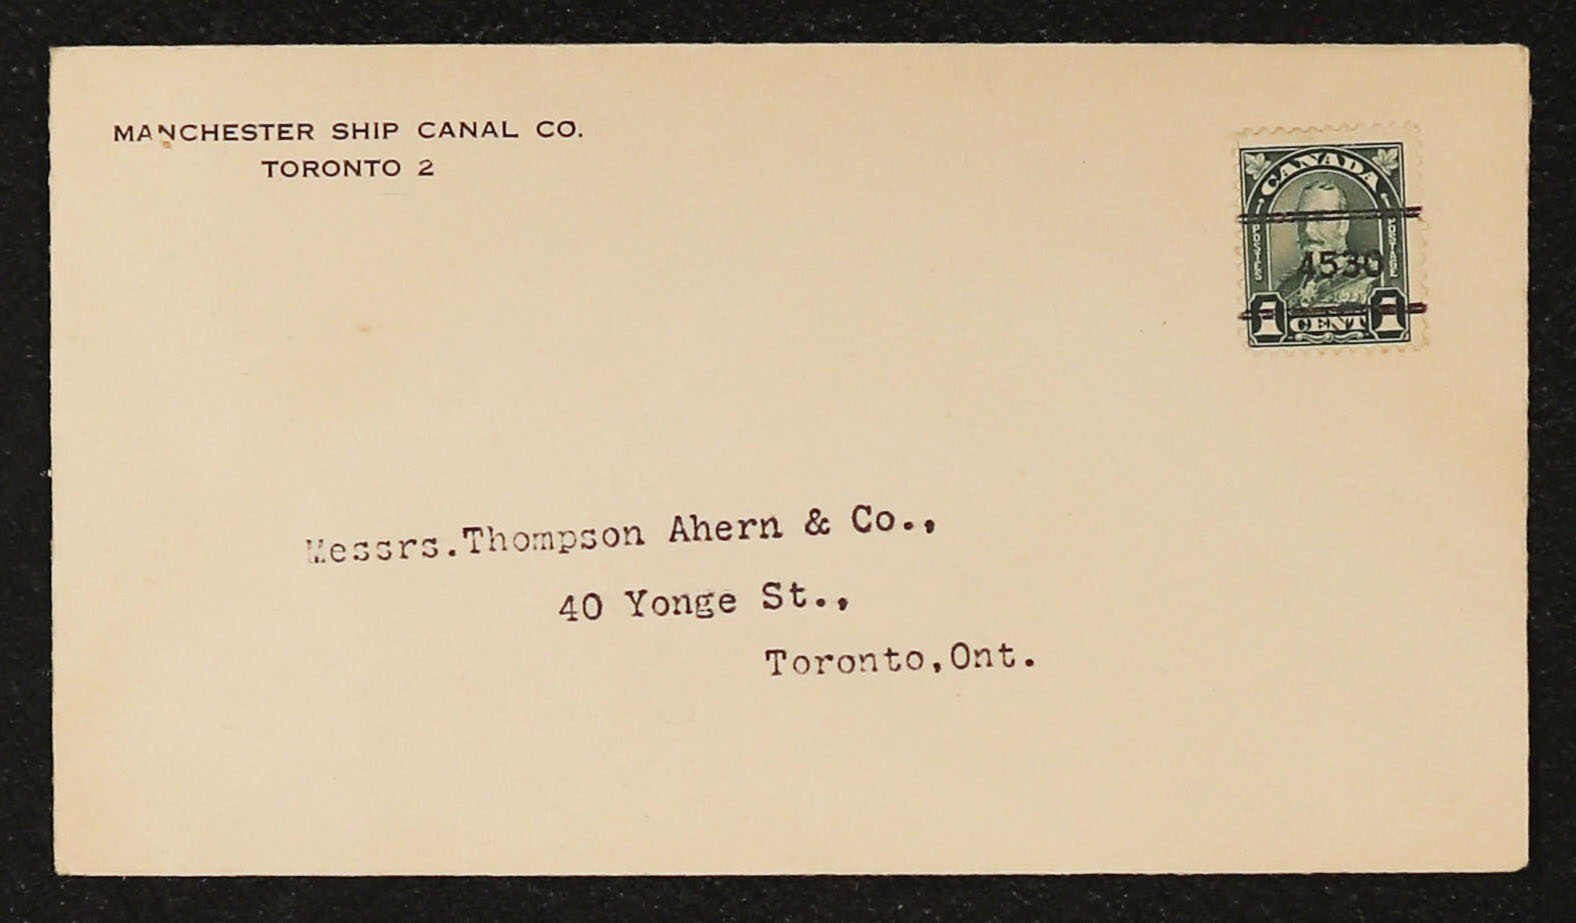 MANCHESTER SHIP CANAL CO.
TORONTO 2
CANADA
POSTES
POSTAGE
4530
1 CENT 1
Messrs.Thompson Ahern & Co.,
40 Yonge St.,
Toronto,Ont.